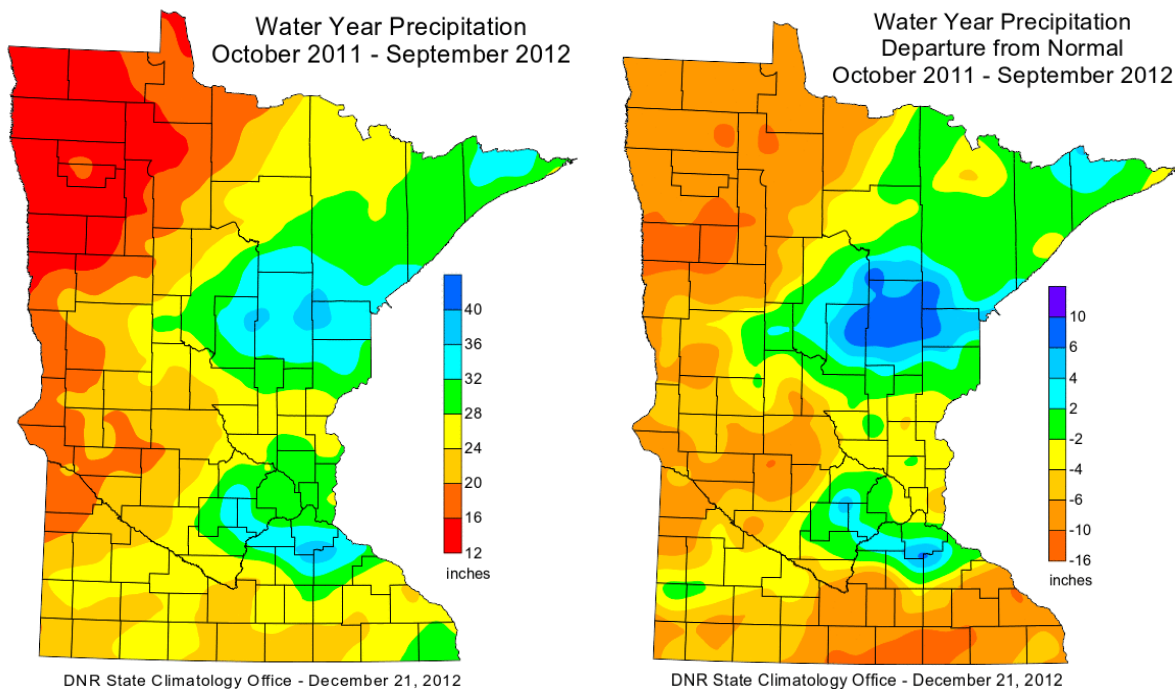 Water Year Precipitation
October 2011 - September 2012
40
36
32
28
24
20
16
12
inches
DNR State Climatology Office - December 21, 2012
Water Year Precipitation
Departure from Normal
October 2011 - September 2012
10
6
4
2
-2
-4
-6
-10
-16
inches
DNR State Climatology Office - December 21, 2012